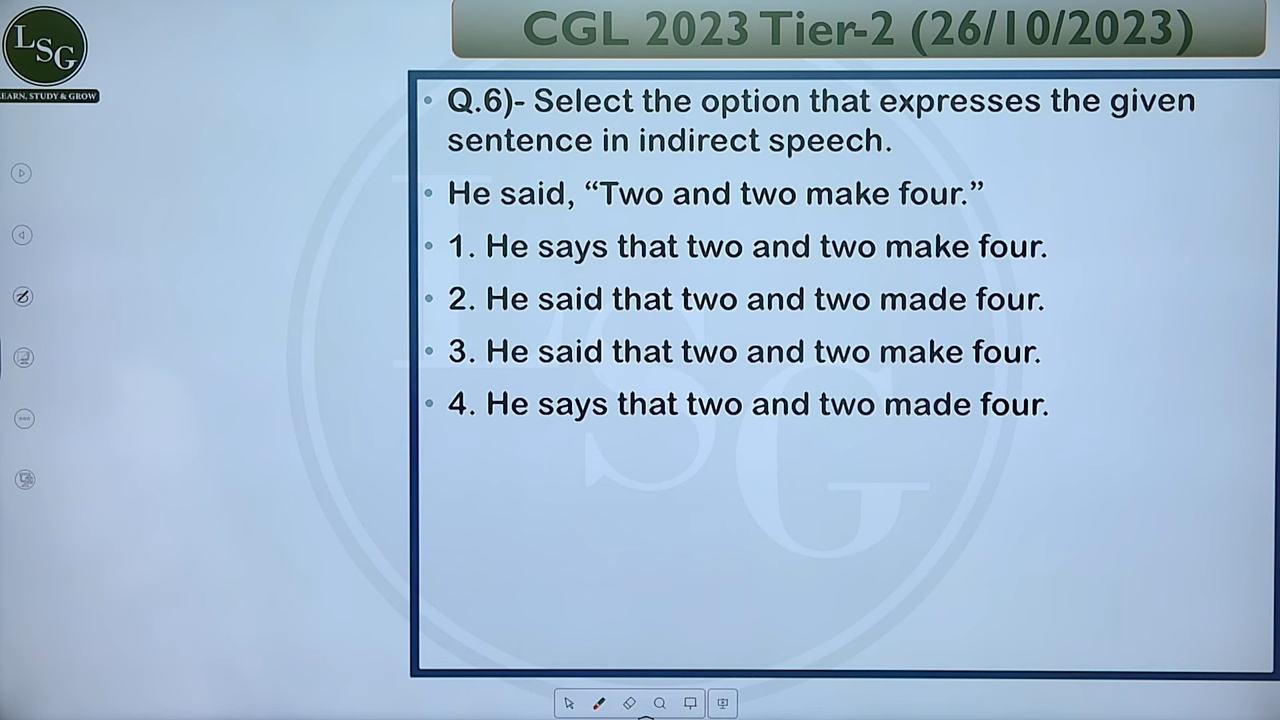 LSG
LEARN, STUDY & GROW
CGL 2023 Tier-2 (26/10/2023)
• Q.6)- Select the option that expresses the given
sentence in indirect speech.
• He said, “Two and two make four.”
• 1. He says that two and two make four.
• 2. He said that two and two made four.
• 3. He said that two and two make four.
• 4. He says that two and two made four.
LSG